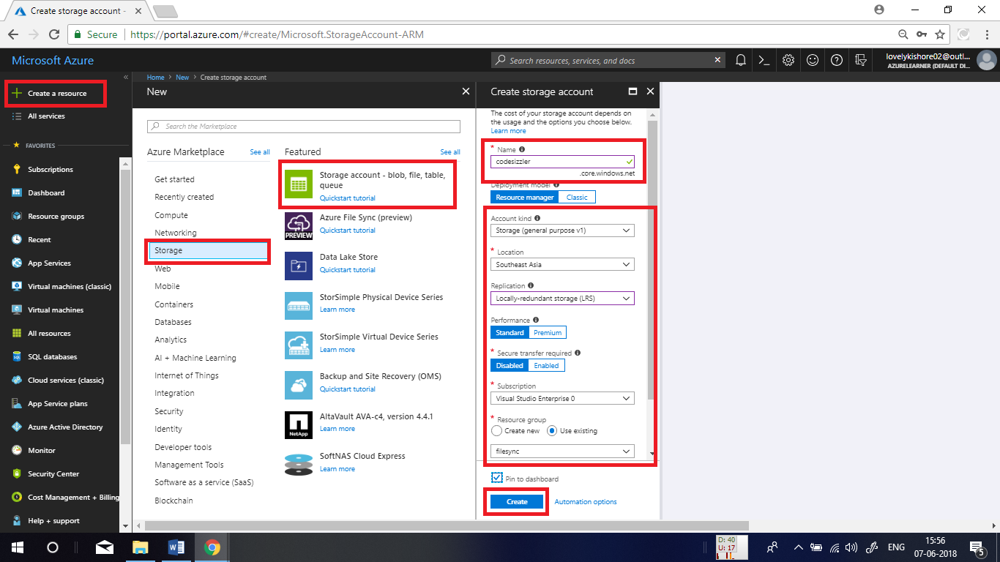 Create storage account -
Secure
https://portal.azure.com/#create/Microsoft.StorageAccount-ARM
Microsoft Azure
Search resources, services, and docs
lovelykishore02@outl...
AZURELEARNER (DEFAULT DI...
Create a resource
All services
FAVORITES
Subscriptions
Dashboard
Resource groups
Recent
App Services
Virtual machines (classic)
Virtual machines
All resources
SQL databases
Cloud services (classic)
App Service plans
Azure Active Directory
Monitor
Security Center
Cost Management + Billing
Help + support
Home > New > Create storage account
New
Search the Marketplace
Azure Marketplace
See all
Get started
Recently created
Compute
Networking
Storage
Web
Mobile
Containers
Databases
Analytics
AI + Machine Learning
Internet of Things
Integration
Security
Identity
Developer tools
Management Tools
Software as a service (SaaS)
Blockchain
Featured
See all
Storage account - blob, file, table,
queue
Quickstart tutorial
PREVIEW
Azure File Sync (preview)
Quickstart tutorial
Data Lake Store
Quickstart tutorial
StorSimple Physical Device Series
Learn more
StorSimple Virtual Device Series
Learn more
Backup and Site Recovery (OMS)
Quickstart tutorial
NetApp
AltaVault AVA-c4, version 4.4.1
Learn more
SoftNAS Cloud Express
Learn more
Create storage account
The cost of your storage account depends on
the usage and the options you choose below.
Learn more
* Name
codesizzler
.core.windows.net
Deployment model
Resource manager Classic
Account kind
Storage (general purpose v1)
* Location
Southeast Asia
Replication
Locally-redundant storage (LRS)
Performance
Standard Premium
* Secure transfer required
Disabled Enabled
* Subscription
Visual Studio Enterprise 0
* Resource group
Create new Use existing
filesync
Pin to dashboard
Create
Automation options
D: 40
U: 17
ENG
15:56
07-06-2018
5